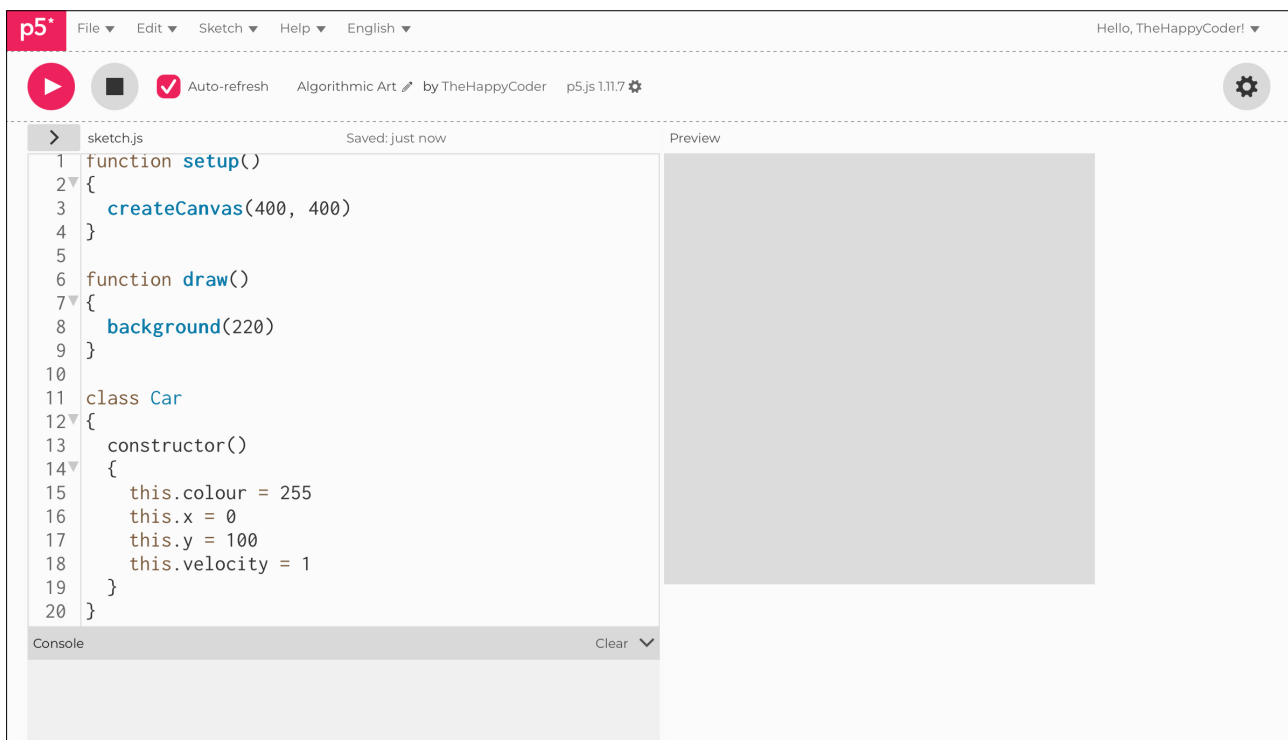 p5* File Edit Sketch Help English Hello, TheHappyCoder!
Auto-refresh Algorithmic Art by TheHappyCoder p5.js 1.11.7
sketch.js Saved: just now Preview
1 function setup()
2 {
3 createCanvas(400, 400)
4 }
5
6 function draw()
7 {
8 background(220)
9 }
10
11 class Car
12 {
13 constructor()
14 {
15 this.colour = 255
16 this.x = 0
17 this.y = 100
18 this.velocity = 1
19 }
20 }
Console Clear